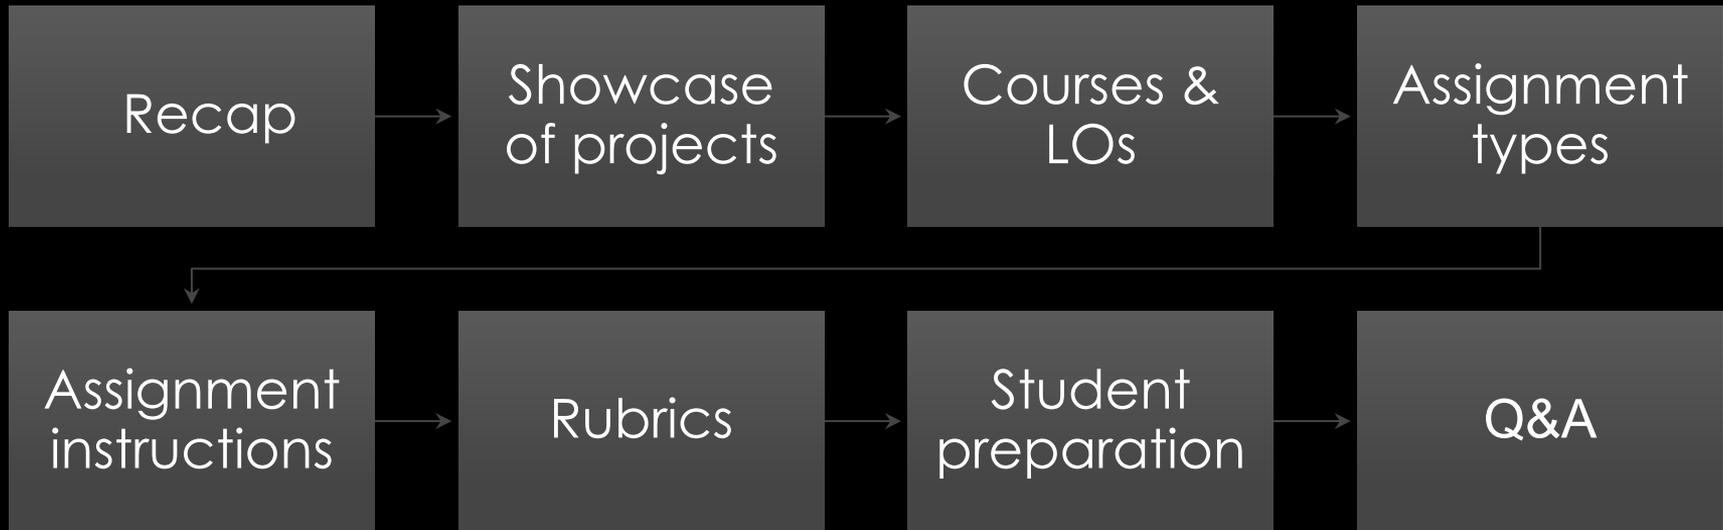 Recap
Showcase
of projects
Courses &
LOs
Assignment
types
Assignment
instructions
Rubrics
Student
preparation
Q&A